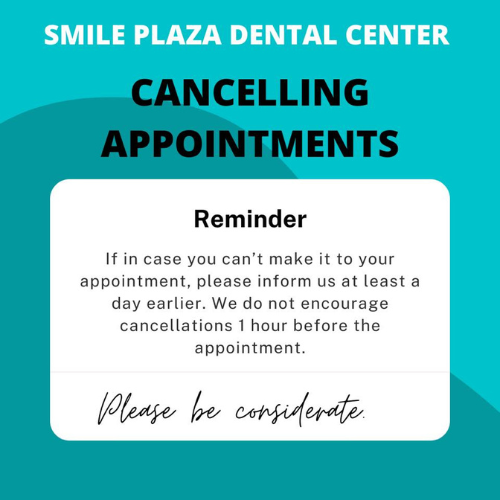 SMILE PLAZA DENTAL CENTER
CANCELLING
APPOINTMENTS
Reminder
If in case you can't make it to your
appointment, please inform us at least a
day earlier. We do not encourage
cancellations 1 hour before the
appointment.
Please be considerate.